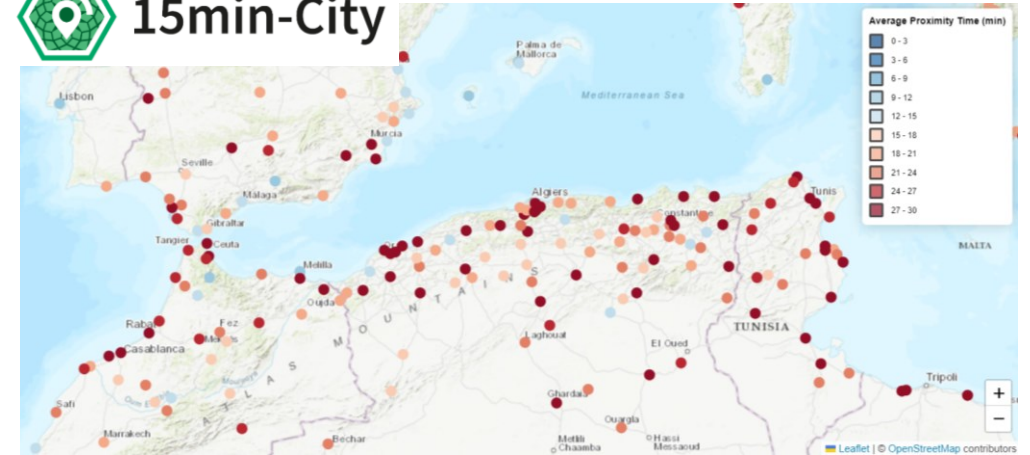 15min-City
Average Proximity Time (min)
0 - 3
3 - 6
6 - 9
9 - 12
12 - 15
15 - 18
18 - 21
21 - 24
24 - 27
27 - 30
Palma de
Mallorca
Lisbon
Mediterranean Sea
Murcia
Seville
Málaga
Algiers
Tunis
Constantine
Gibraltar
Tangier
Ceuta
MALTA
Melilla
MOUNTAINS
Oujda
Rabat
Fez
TUNISIA
Casablanca
Laghouat
El Oued
Tripoli
ATLAS
Ghardaia
Safi
Ouargla
Marrakech
Bechar
Metlili
Chaamba
Hassi
Messaoud
+
−
Leaflet | © OpenStreetMap contributors